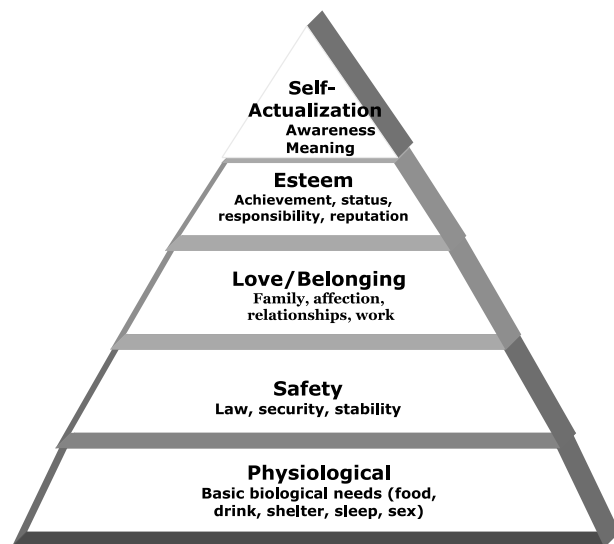 Self-
Actualization
Awareness
Meaning
Esteem
Achievement, status,
responsibility, reputation
Love/Belonging
Family, affection,
relationships, work
Safety
Law, security, stability
Physiological
Basic biological needs (food,
drink, shelter, sleep, sex)